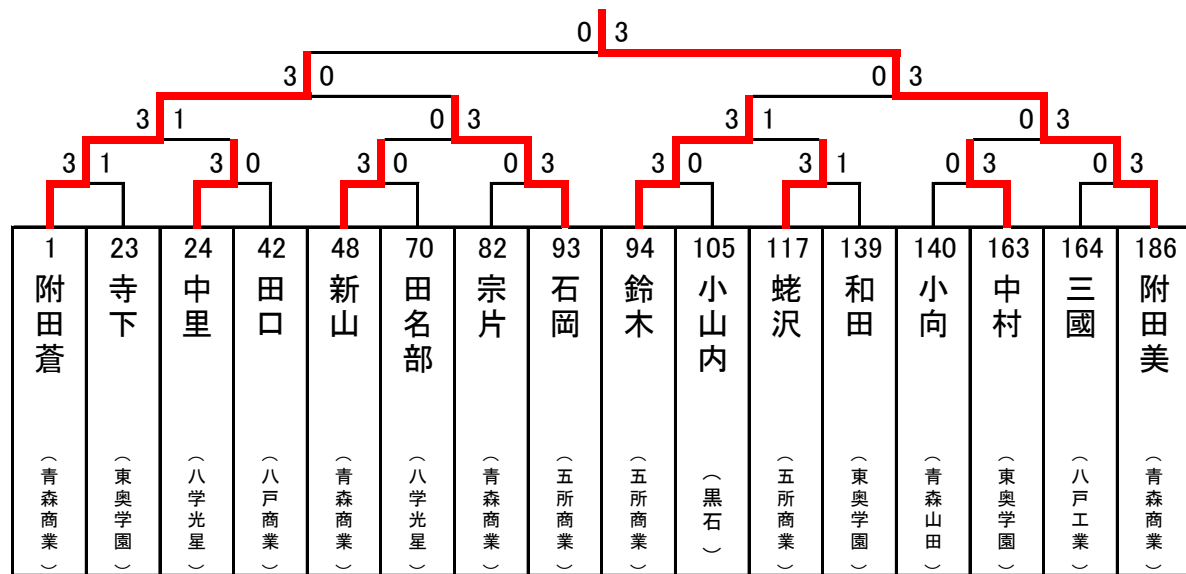 0 3
3 0 0 3
3 1 0 3 3 1 0 3
3 1 3 0 3 0 0 3 3 0 3 1 0 3 0 3
1 23 24 42 48 70 82 93 94 105 117 139 140 163 164 186
附田蒼
寺下
中里
田口
新山
田名部
宗片
石岡
鈴木
小山内
蛯沢
和田
小向
中村
三國
附田美
（青森商業）
（東奥学園）
（八学光星）
（八戸商業）
（青森商業）
（八学光星）
（青森商業）
（五所商業）
（五所商業）
（黒石）
（五所商業）
（東奥学園）
（青森山田）
（東奥学園）
（八戸工業）
（青森商業）